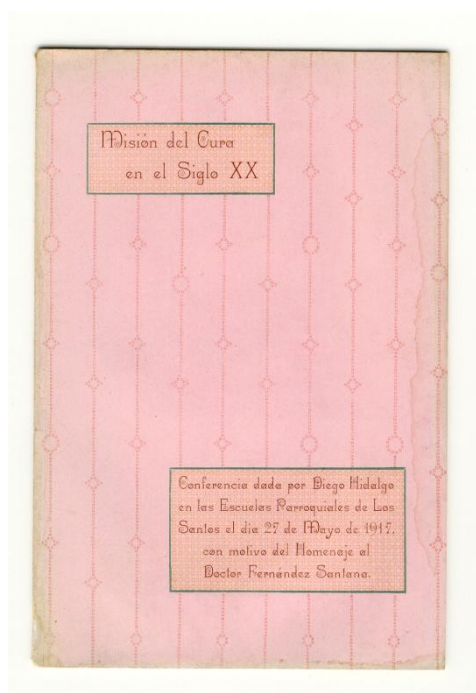 Misión del Cura
en el Siglo XX
Conferencia dada por Diego Hidalgo
en las Escuelas Parroquiales de Los
Santos el dia 27 de Mayo de 1917,
con motivo del Homenaje al
Doctor Fernández Santana.